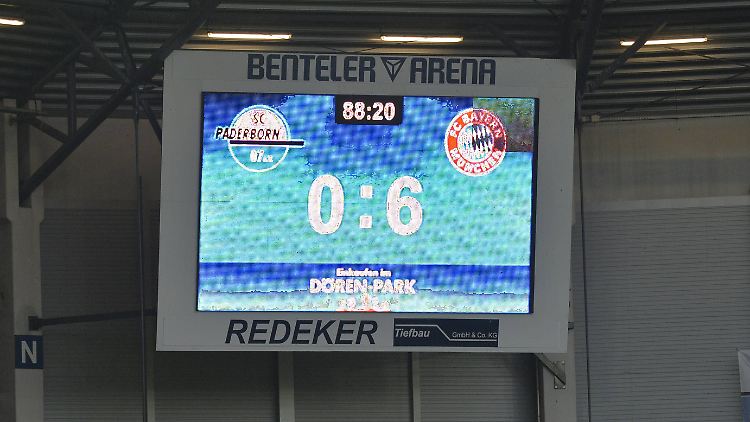 BENTELER ARENA
88:20
SC
PADERBORN
07 e.V.
FC BAYERN
MÜNCHEN
0:6
Einkaufen im
DÖREN-PARK
REDEKER
Tiefbau GmbH & Co. KG
N